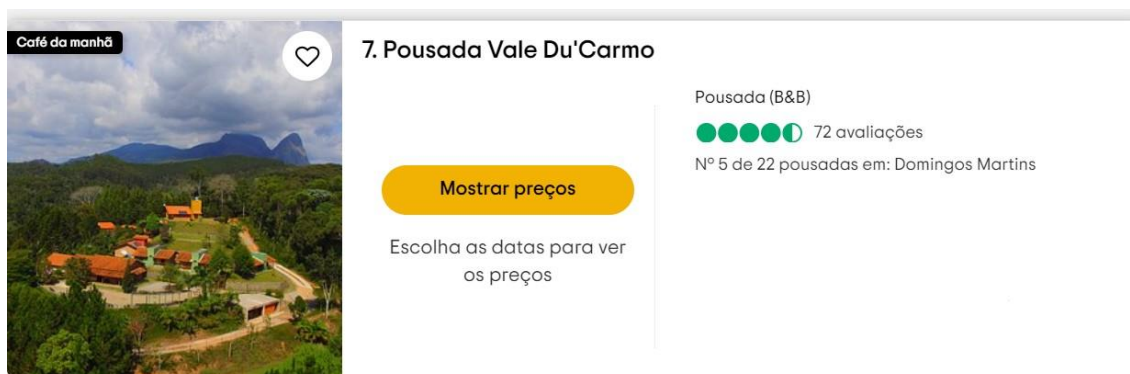 Café da manhã
7. Pousada Vale Du'Carmo
Mostrar preços
Escolha as datas para ver
os preços
Pousada (B&B)
72 avaliações
Nº 5 de 22 pousadas em: Domingos Martins